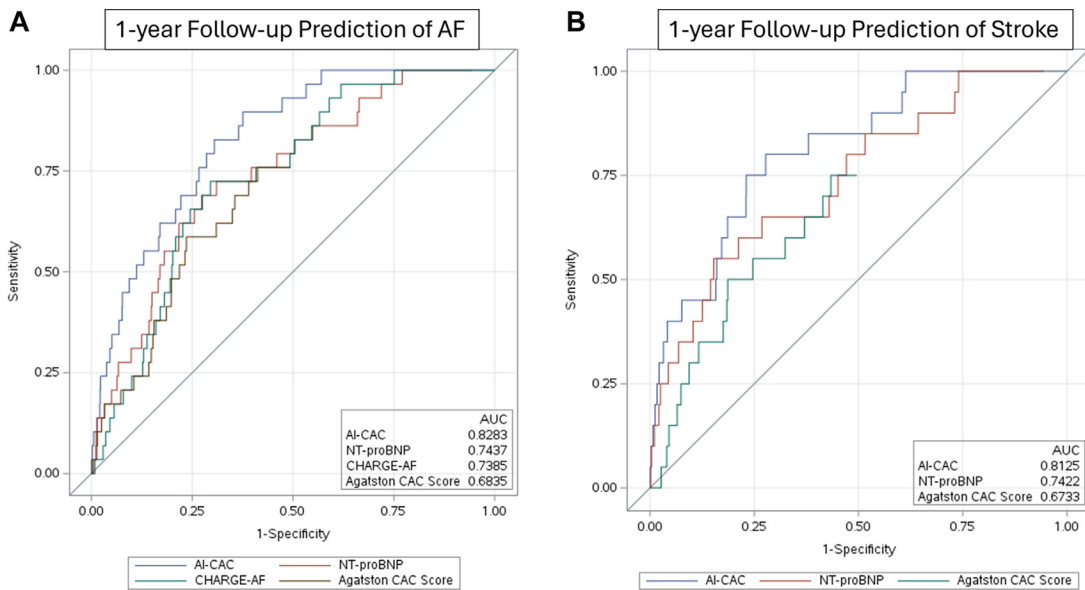 A
1-year Follow-up Prediction of AF
Sensitivity
1.00
0.75
0.50
0.25
0.00
AUC
AI-CAC 0.8283
NT-proBNP 0.7437
CHARGE-AF 0.7385
Agatston CAC Score 0.6835
0.00 0.25 0.50 0.75 1.00
1-Specificity
AI-CAC NT-proBNP
CHARGE-AF Agatston CAC Score
B
1-year Follow-up Prediction of Stroke
Sensitivity
1.00
0.75
0.50
0.25
0.00
AUC
AI-CAC 0.8125
NT-proBNP 0.7422
Agatston CAC Score 0.6733
0.00 0.25 0.50 0.75 1.00
1-Specificity
AI-CAC NT-proBNP Agatston CAC Score